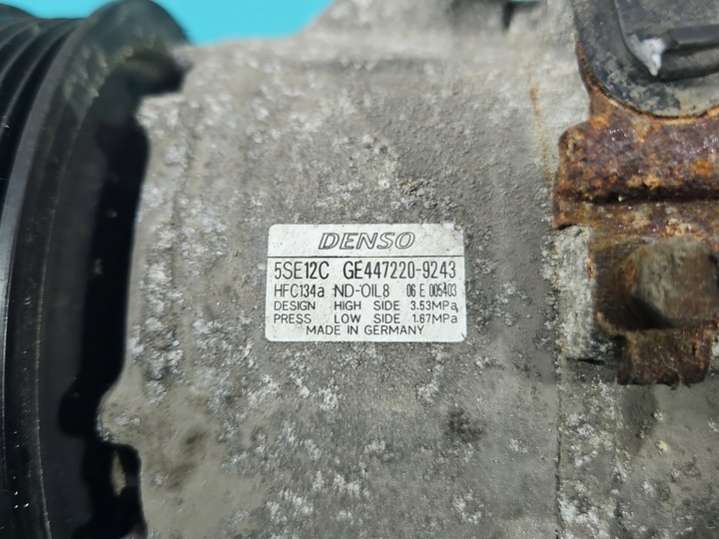 DENSO
5SE12C GE447220-9243
HFC134a ND-OIL8 06 E 005403
DESIGN HIGH SIDE 3.53MPa
PRESS LOW SIDE 1.67MPa
MADE IN GERMANY